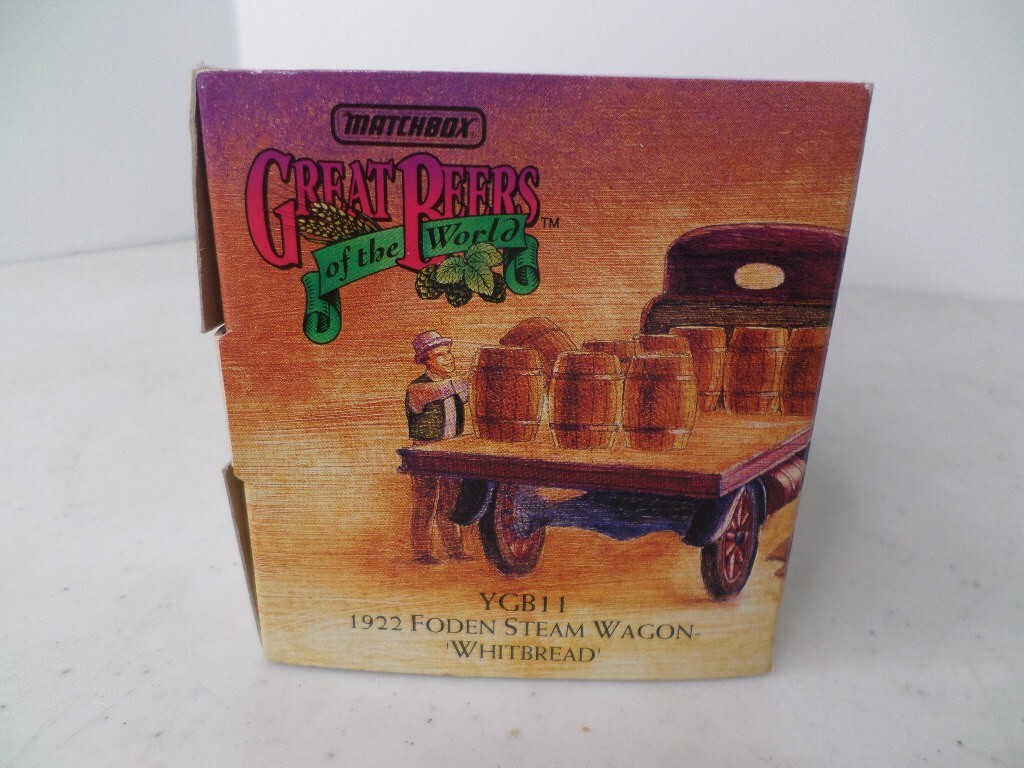 MATCHBOX
GREAT BEERS
of the World ™
YGB11
1922 FODEN STEAM WAGON-
'WHITBREAD'